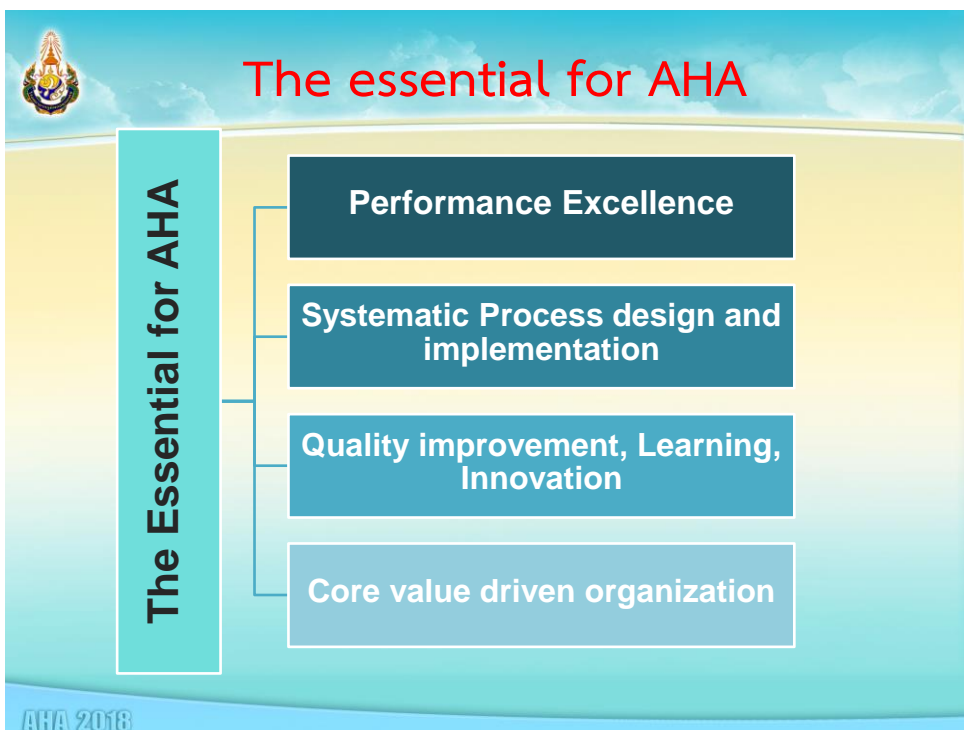 The essential for AHA
The Essential for AHA
Performance Excellence
Systematic Process design and
implementation
Quality improvement, Learning,
Innovation
Core value driven organization
AHA 2018